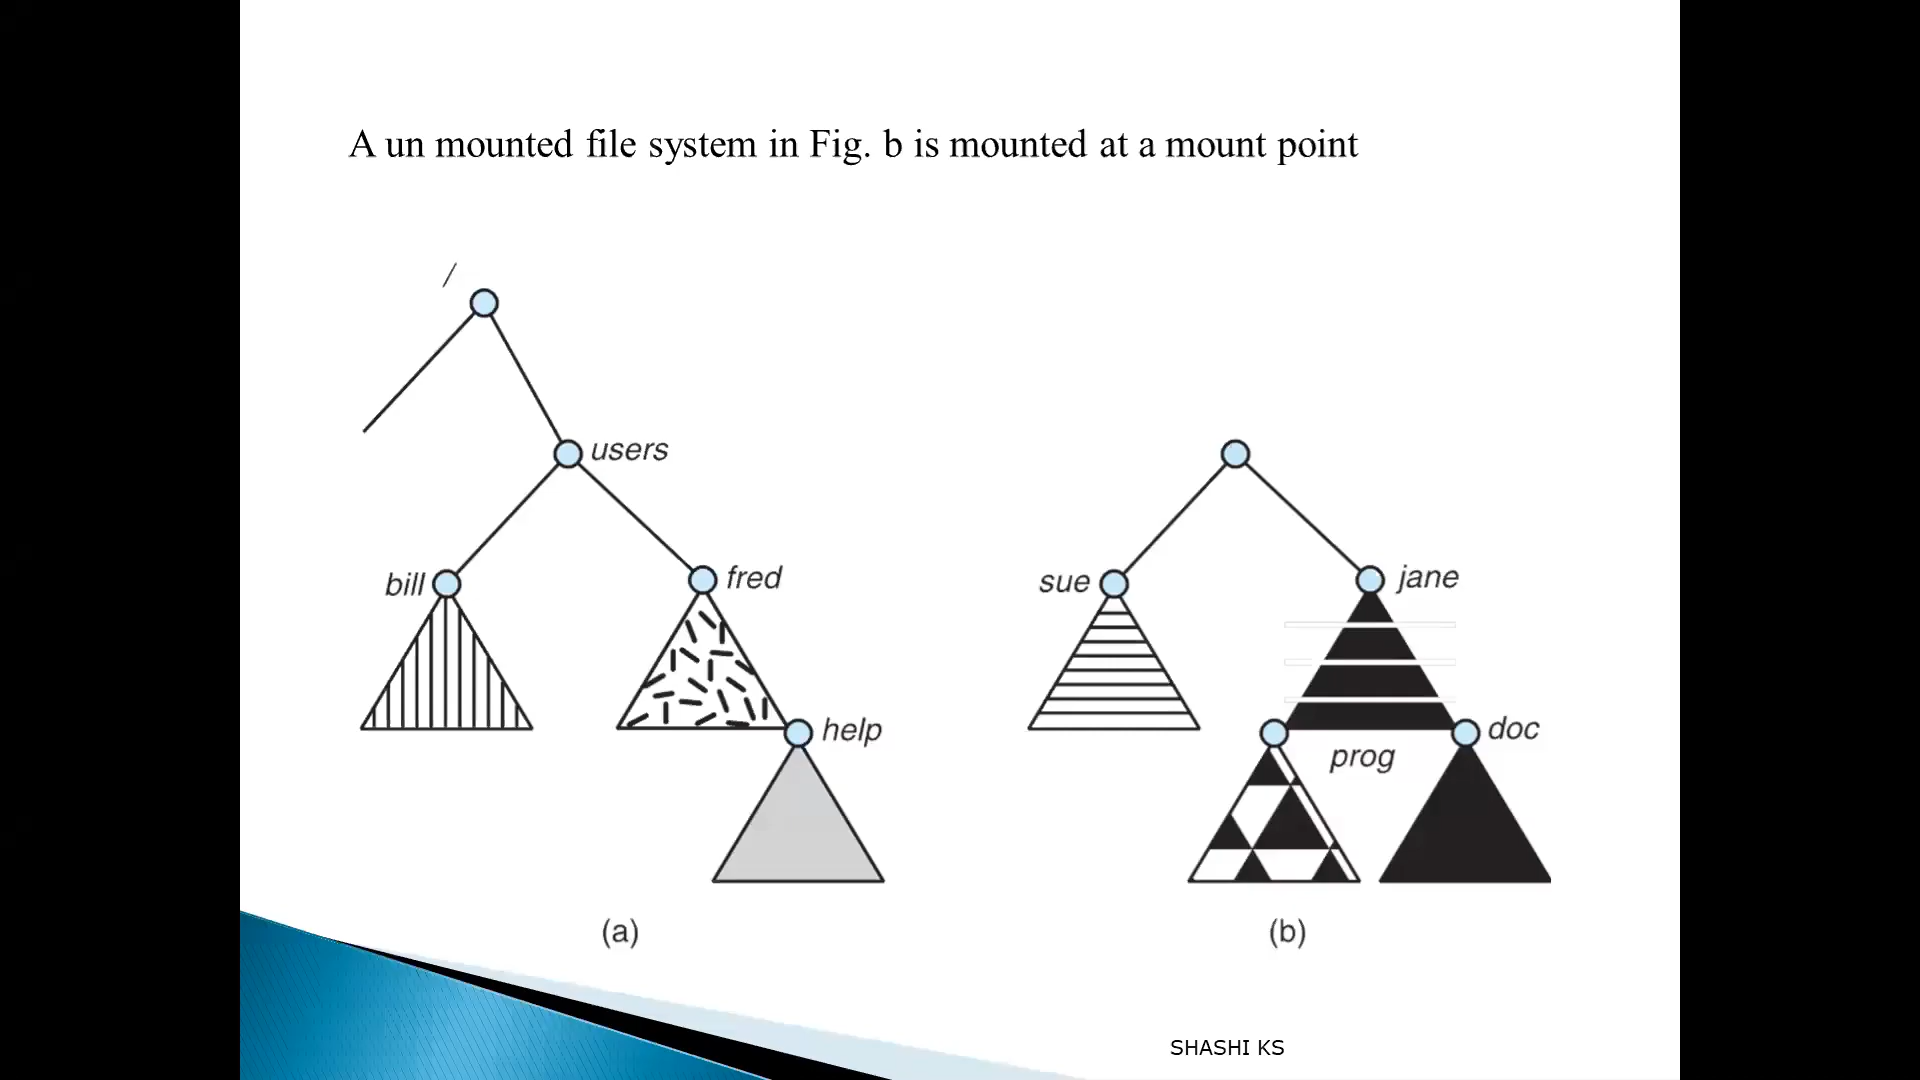 A un mounted file system in Fig. b is mounted at a mount point
/
users
bill
fred
help
sue
jane
prog
doc
(a)
(b)
SHASHI KS